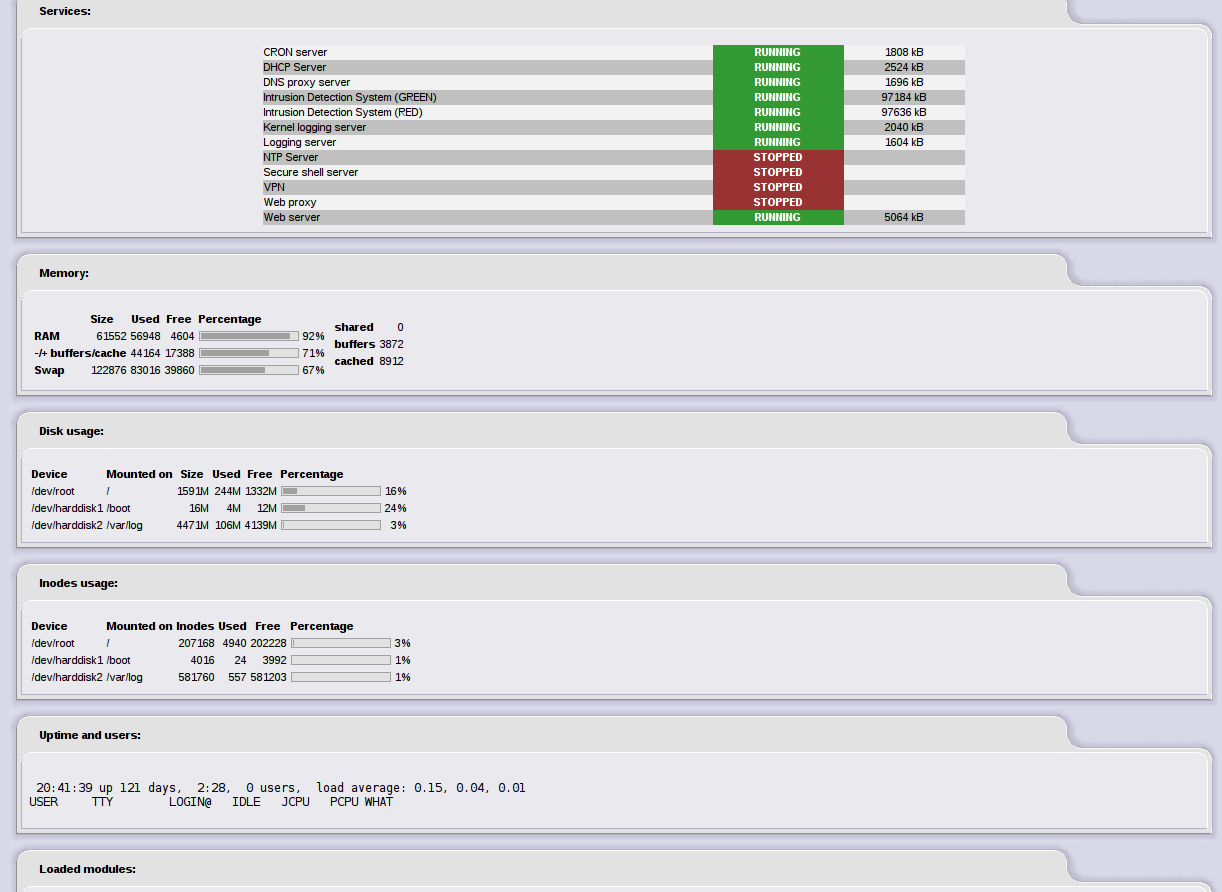 Services:
CRON server RUNNING 1808 kB
DHCP Server RUNNING 2524 kB
DNS proxy server RUNNING 1696 kB
Intrusion Detection System (GREEN) RUNNING 97184 kB
Intrusion Detection System (RED) RUNNING 97636 kB
Kernel logging server RUNNING 2040 kB
Logging server RUNNING 1604 kB
NTP Server STOPPED
Secure shell server STOPPED
VPN STOPPED
Web proxy STOPPED
Web server RUNNING 5064 kB
Memory:
Size Used Free Percentage
RAM 61552 56948 4604 92%
-/+ buffers/cache 44164 17388 71%
Swap 122876 83016 39860 67%
shared 0
buffers 3872
cached 8912
Disk usage:
Device Mounted on Size Used Free Percentage
/dev/root / 1591M 244M 1332M 16%
/dev/harddisk1 /boot 16M 4M 12M 24%
/dev/harddisk2 /var/log 4471M 106M 4139M 3%
Inodes usage:
Device Mounted on Inodes Used Free Percentage
/dev/root / 207168 4940 202228 3%
/dev/harddisk1 /boot 4016 24 3992 1%
/dev/harddisk2 /var/log 581760 557 581203 1%
Uptime and users:
20:41:39 up 121 days, 2:28, 0 users, load average: 0.15, 0.04, 0.01
USER TTY LOGIN@ IDLE JCPU PCPU WHAT
Loaded modules: